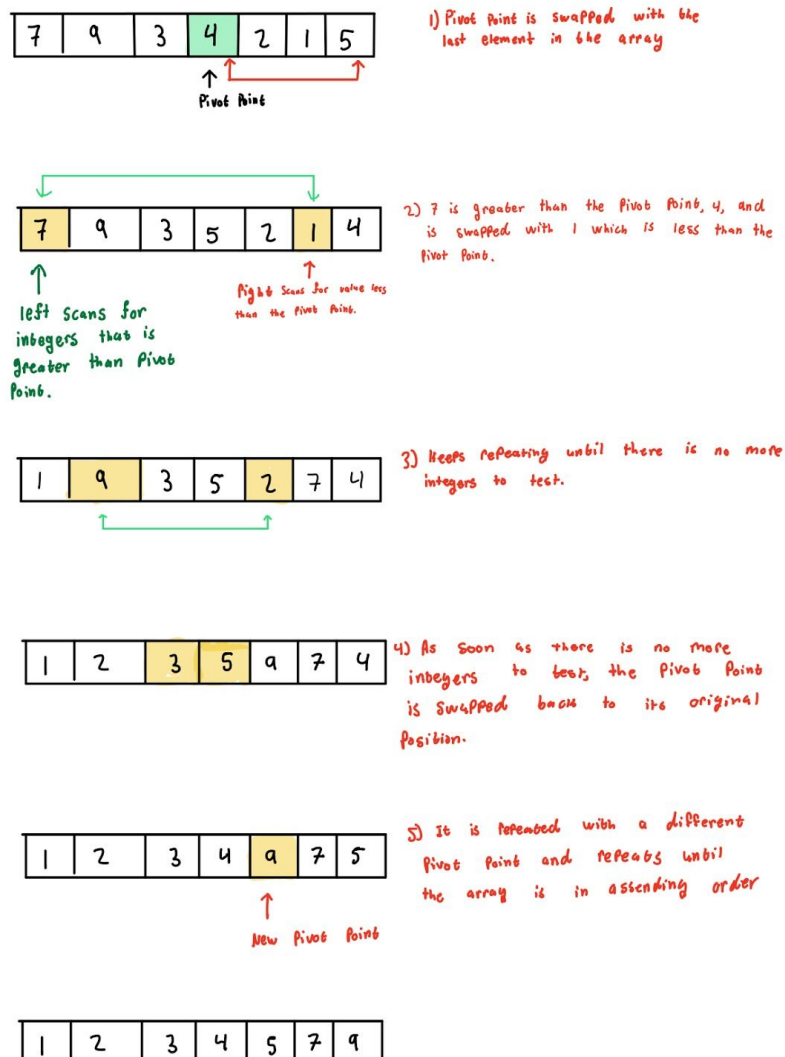 7 9 3 4 2 1 5
Pivot Point
1) Pivot Point is swapped with the
last element in the array
7 9 3 5 2 1 4
left scans for
integers that is
greater than Pivot
Point.
Right scans for value less
than the Pivot Point.
2) 7 is greater than the Pivot Point, 4, and
is swapped with 1 which is less than the
Pivot Point.
1 9 3 5 2 7 4
3) Keeps repeating until there is no more
integers to test.
1 2 3 5 9 7 4
4) As soon as there is no more
integers to test, the Pivot Point
is swapped back to its original
Position.
1 2 3 4 9 7 5
New Pivot Point
5) It is repeated with a different
Pivot Point and repeats until
the array is in assending order
1 2 3 4 5 7 9